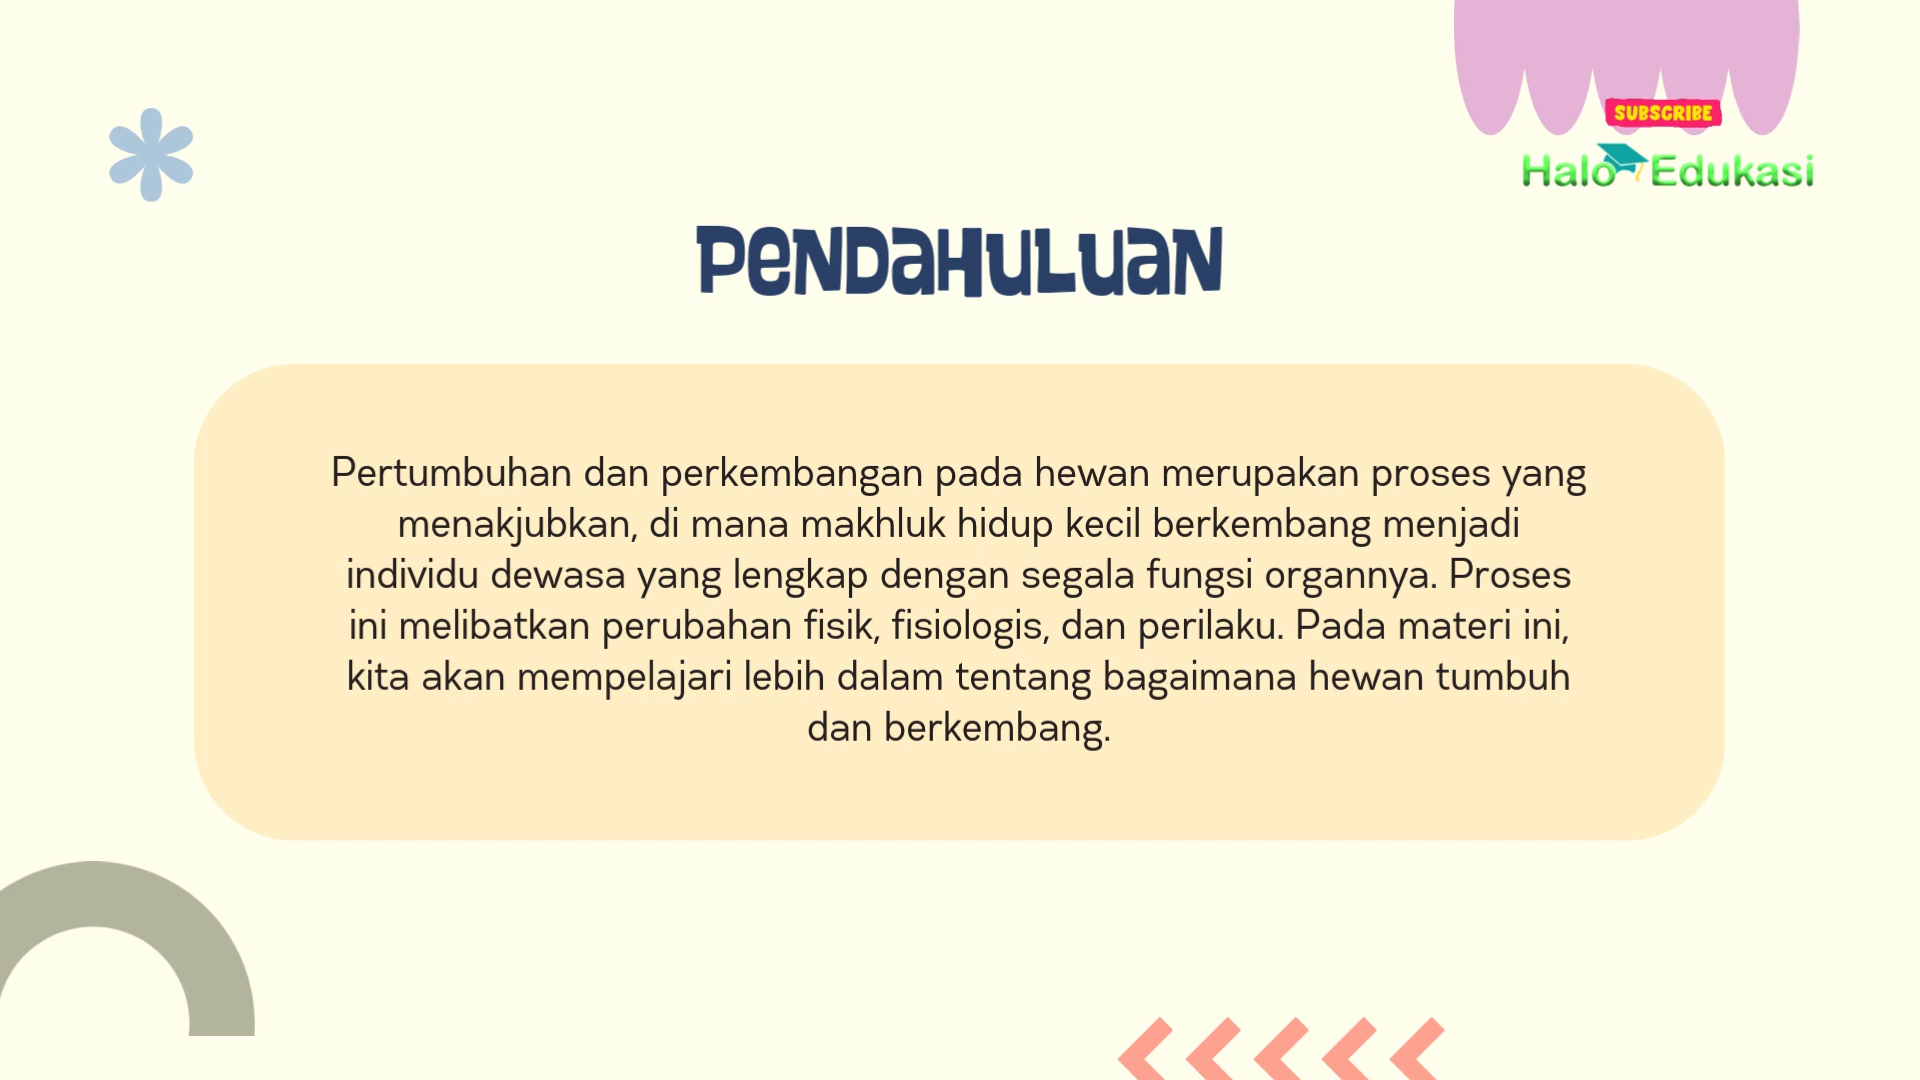 SUBSCRIBE
Halo Edukasi
PENDAHULUAN
Pertumbuhan dan perkembangan pada hewan merupakan proses yang
menakjubkan, di mana makhluk hidup kecil berkembang menjadi
individu dewasa yang lengkap dengan segala fungsi organnya. Proses
ini melibatkan perubahan fisik, fisiologis, dan perilaku. Pada materi ini,
kita akan mempelajari lebih dalam tentang bagaimana hewan tumbuh
dan berkembang.